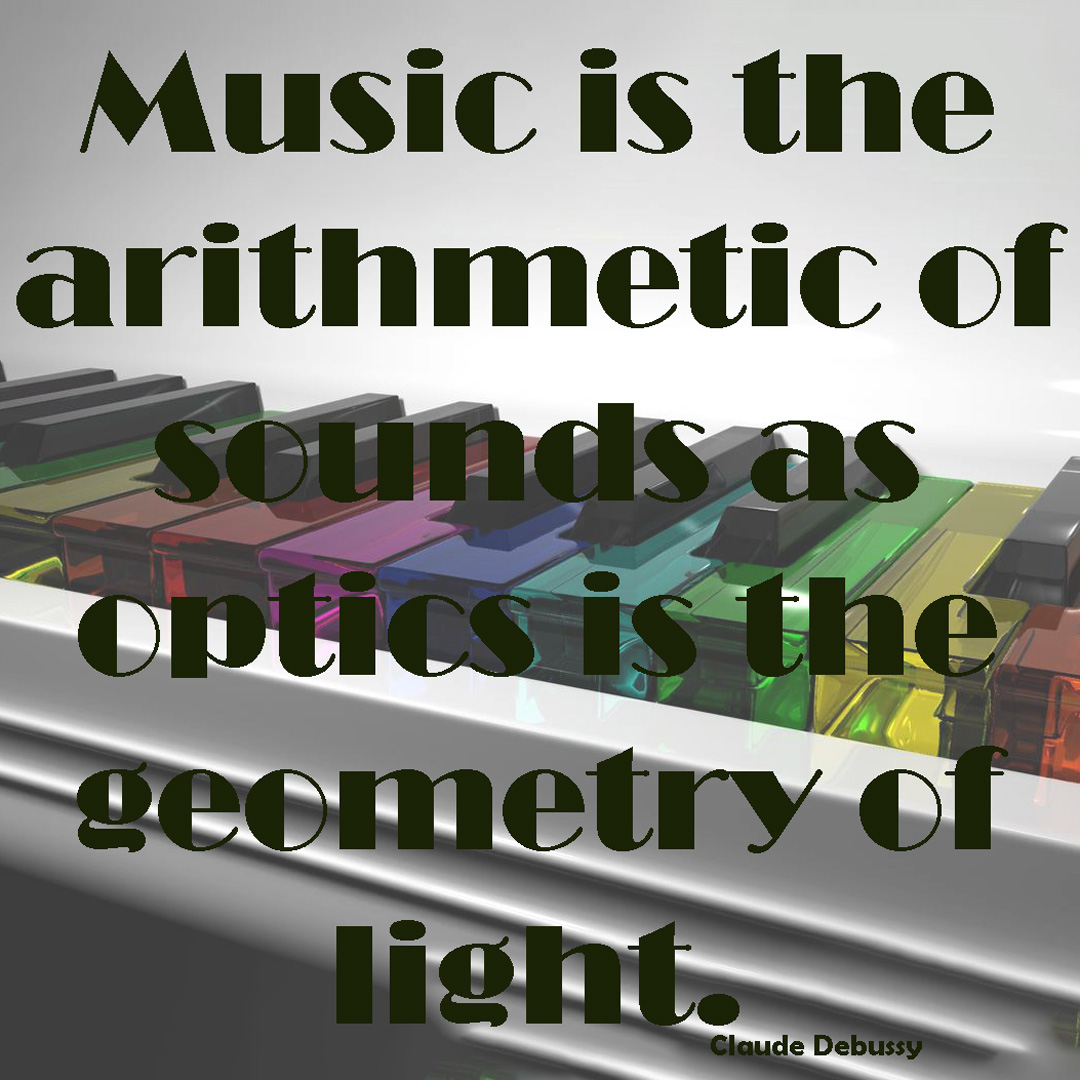 Music is the
arithmetic of
sounds as
optics is the
geometry of
light.
Claude Debussy